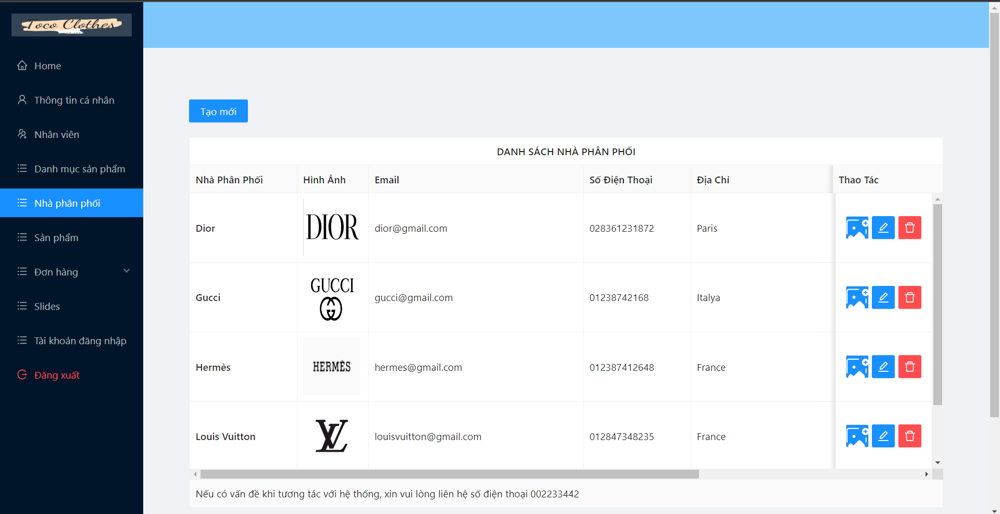 Toco Clothes
Home
Thông tin cá nhân
Nhân viên
Danh mục sản phẩm
Nhà phân phối
Sản phẩm
Đơn hàng
Slides
Tài khoản đăng nhập
Đăng xuất
Tạo mới
DANH SÁCH NHÀ PHÂN PHỐI
Nhà Phân Phối Hình Ảnh Email Số Điện Thoại Địa Chỉ Thao Tác
Dior DIOR dior@gmail.com 028361231872 Paris
GUCCI
Gucci gucci@gmail.com 01238742168 Italya
Hermès HERMÈS hermes@gmail.com 012387412648 France
Louis Vuitton LV louisvuitton@gmail.com 012847348235 France
Nếu có vấn đề khi tương tác với hệ thống, xin vui lòng liên hệ số điện thoại 002233442